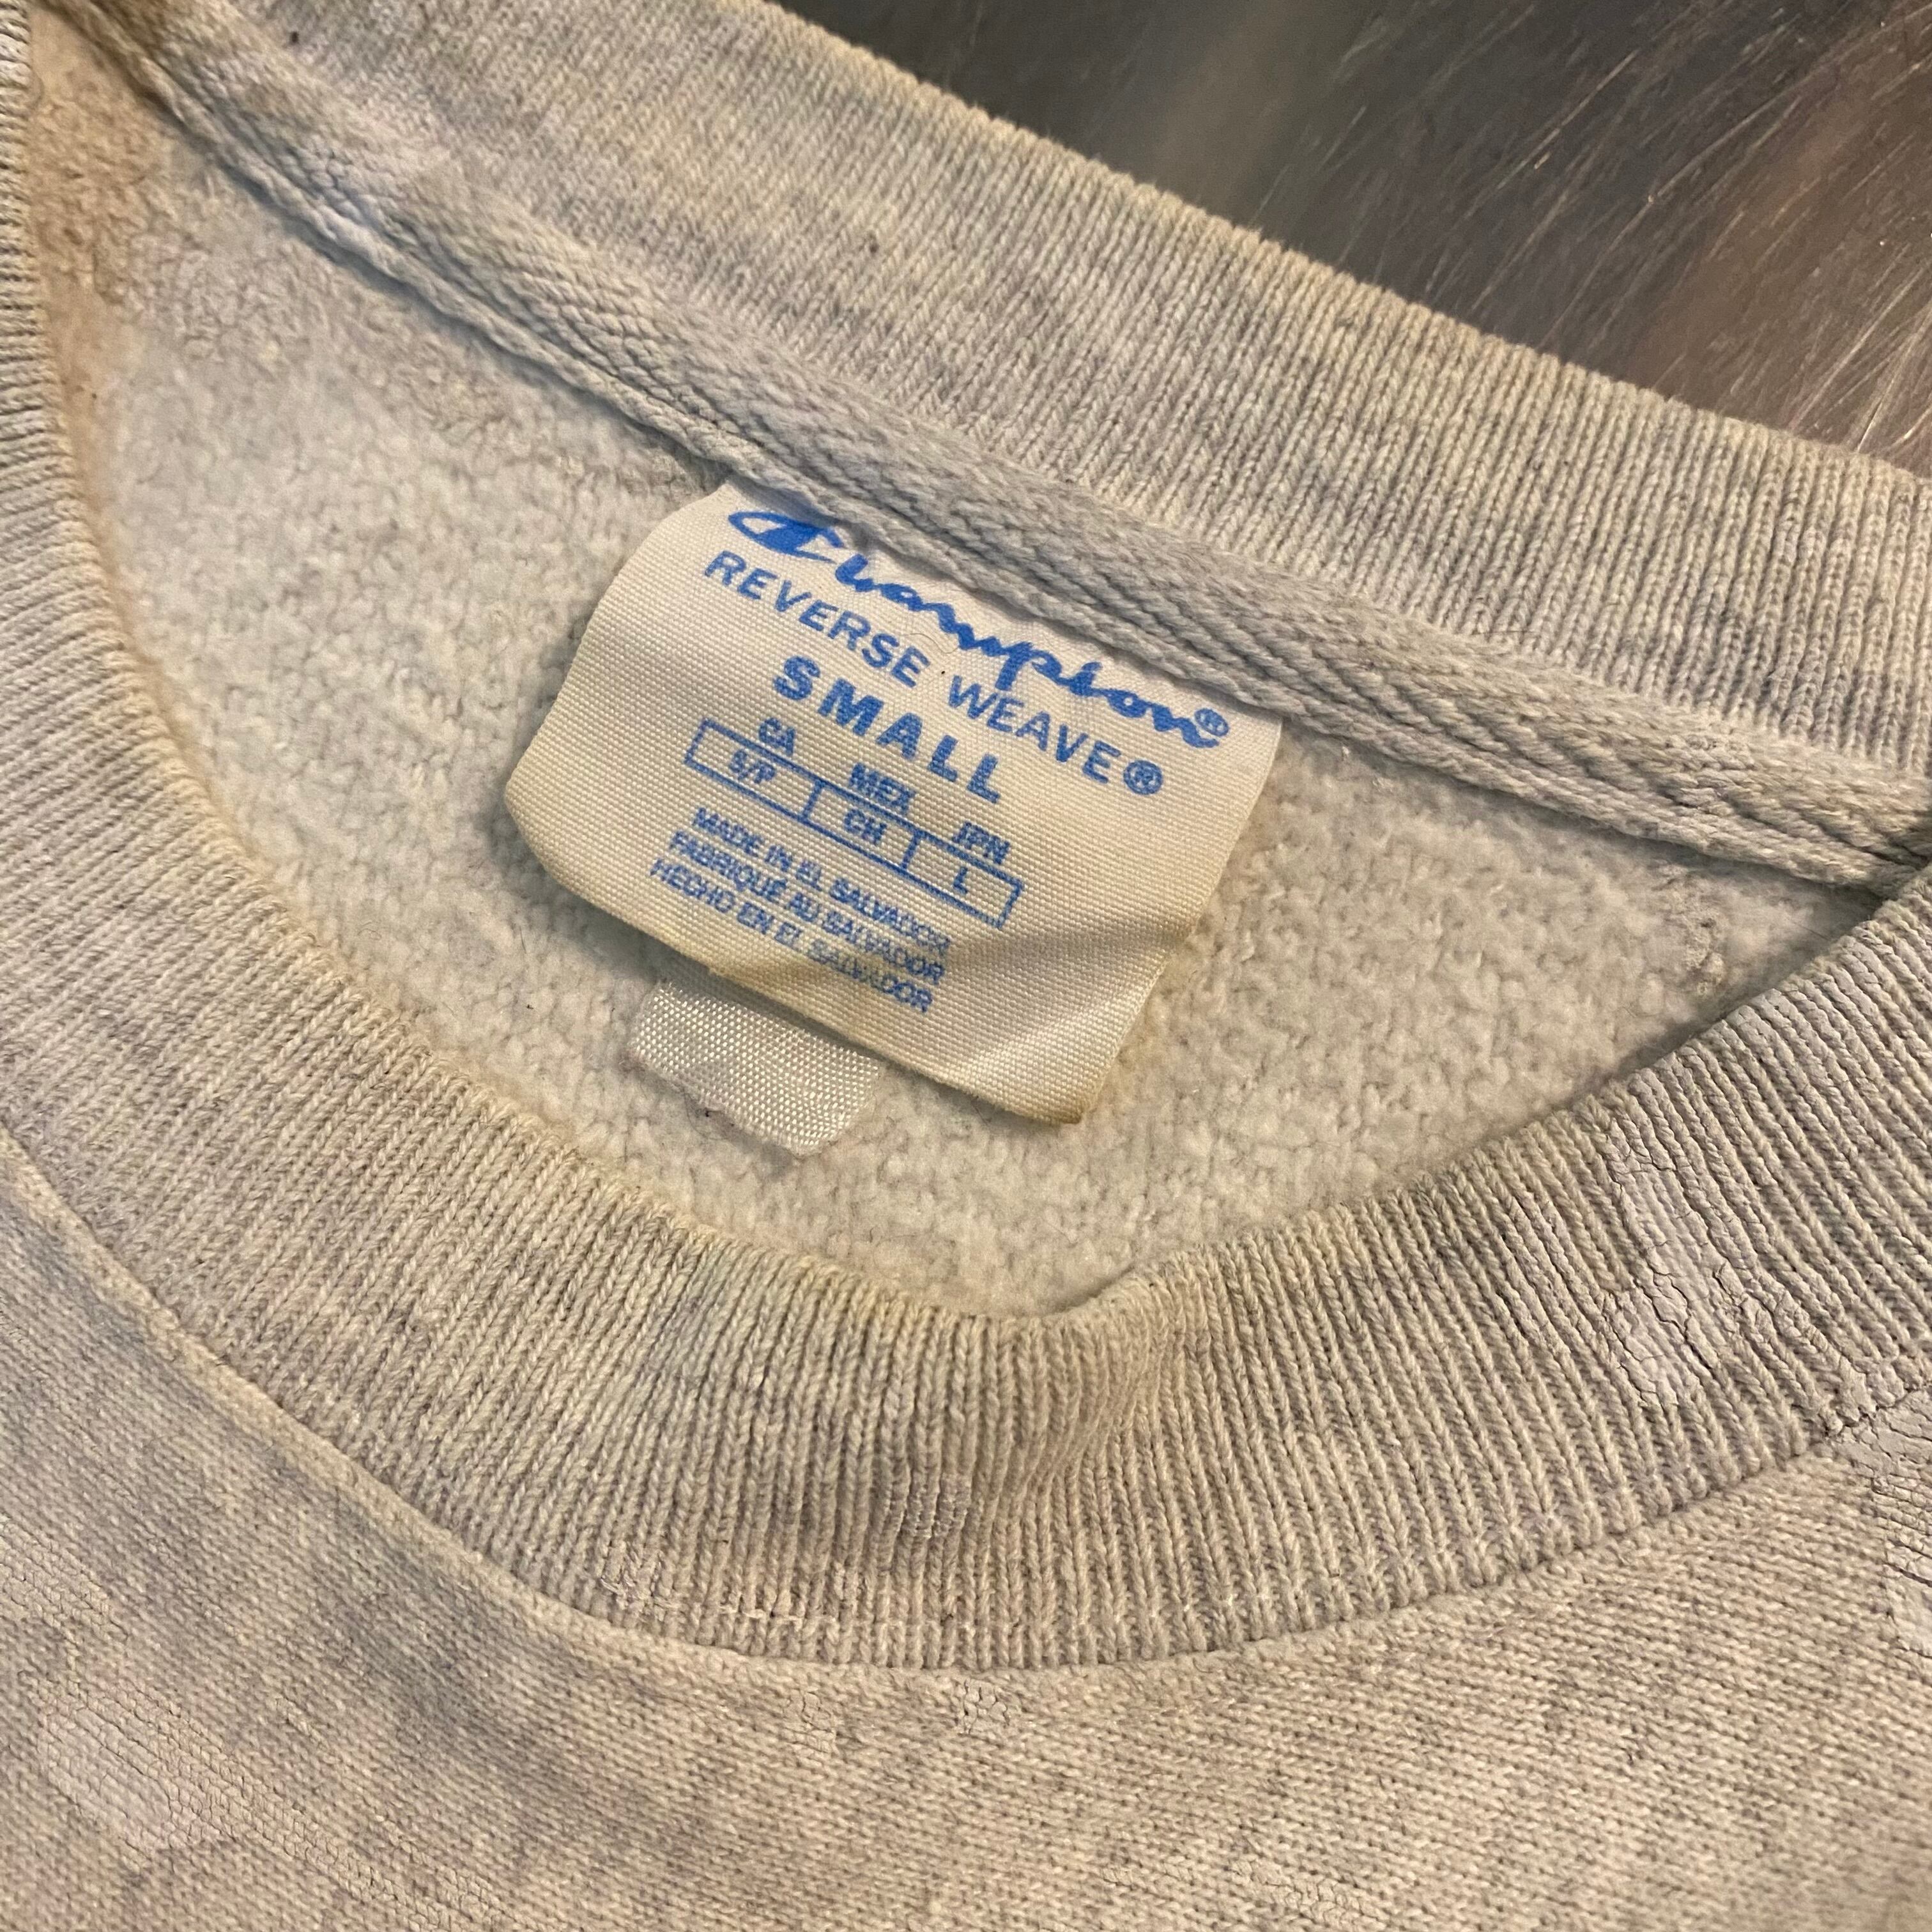 Champion®
REVERSE WEAVE®
SMALL
CA MEX JPN
S/P CH L
MADE IN EL SALVADOR
FABRIQUÉ AU SALVADOR
HECHO EN EL SALVADOR